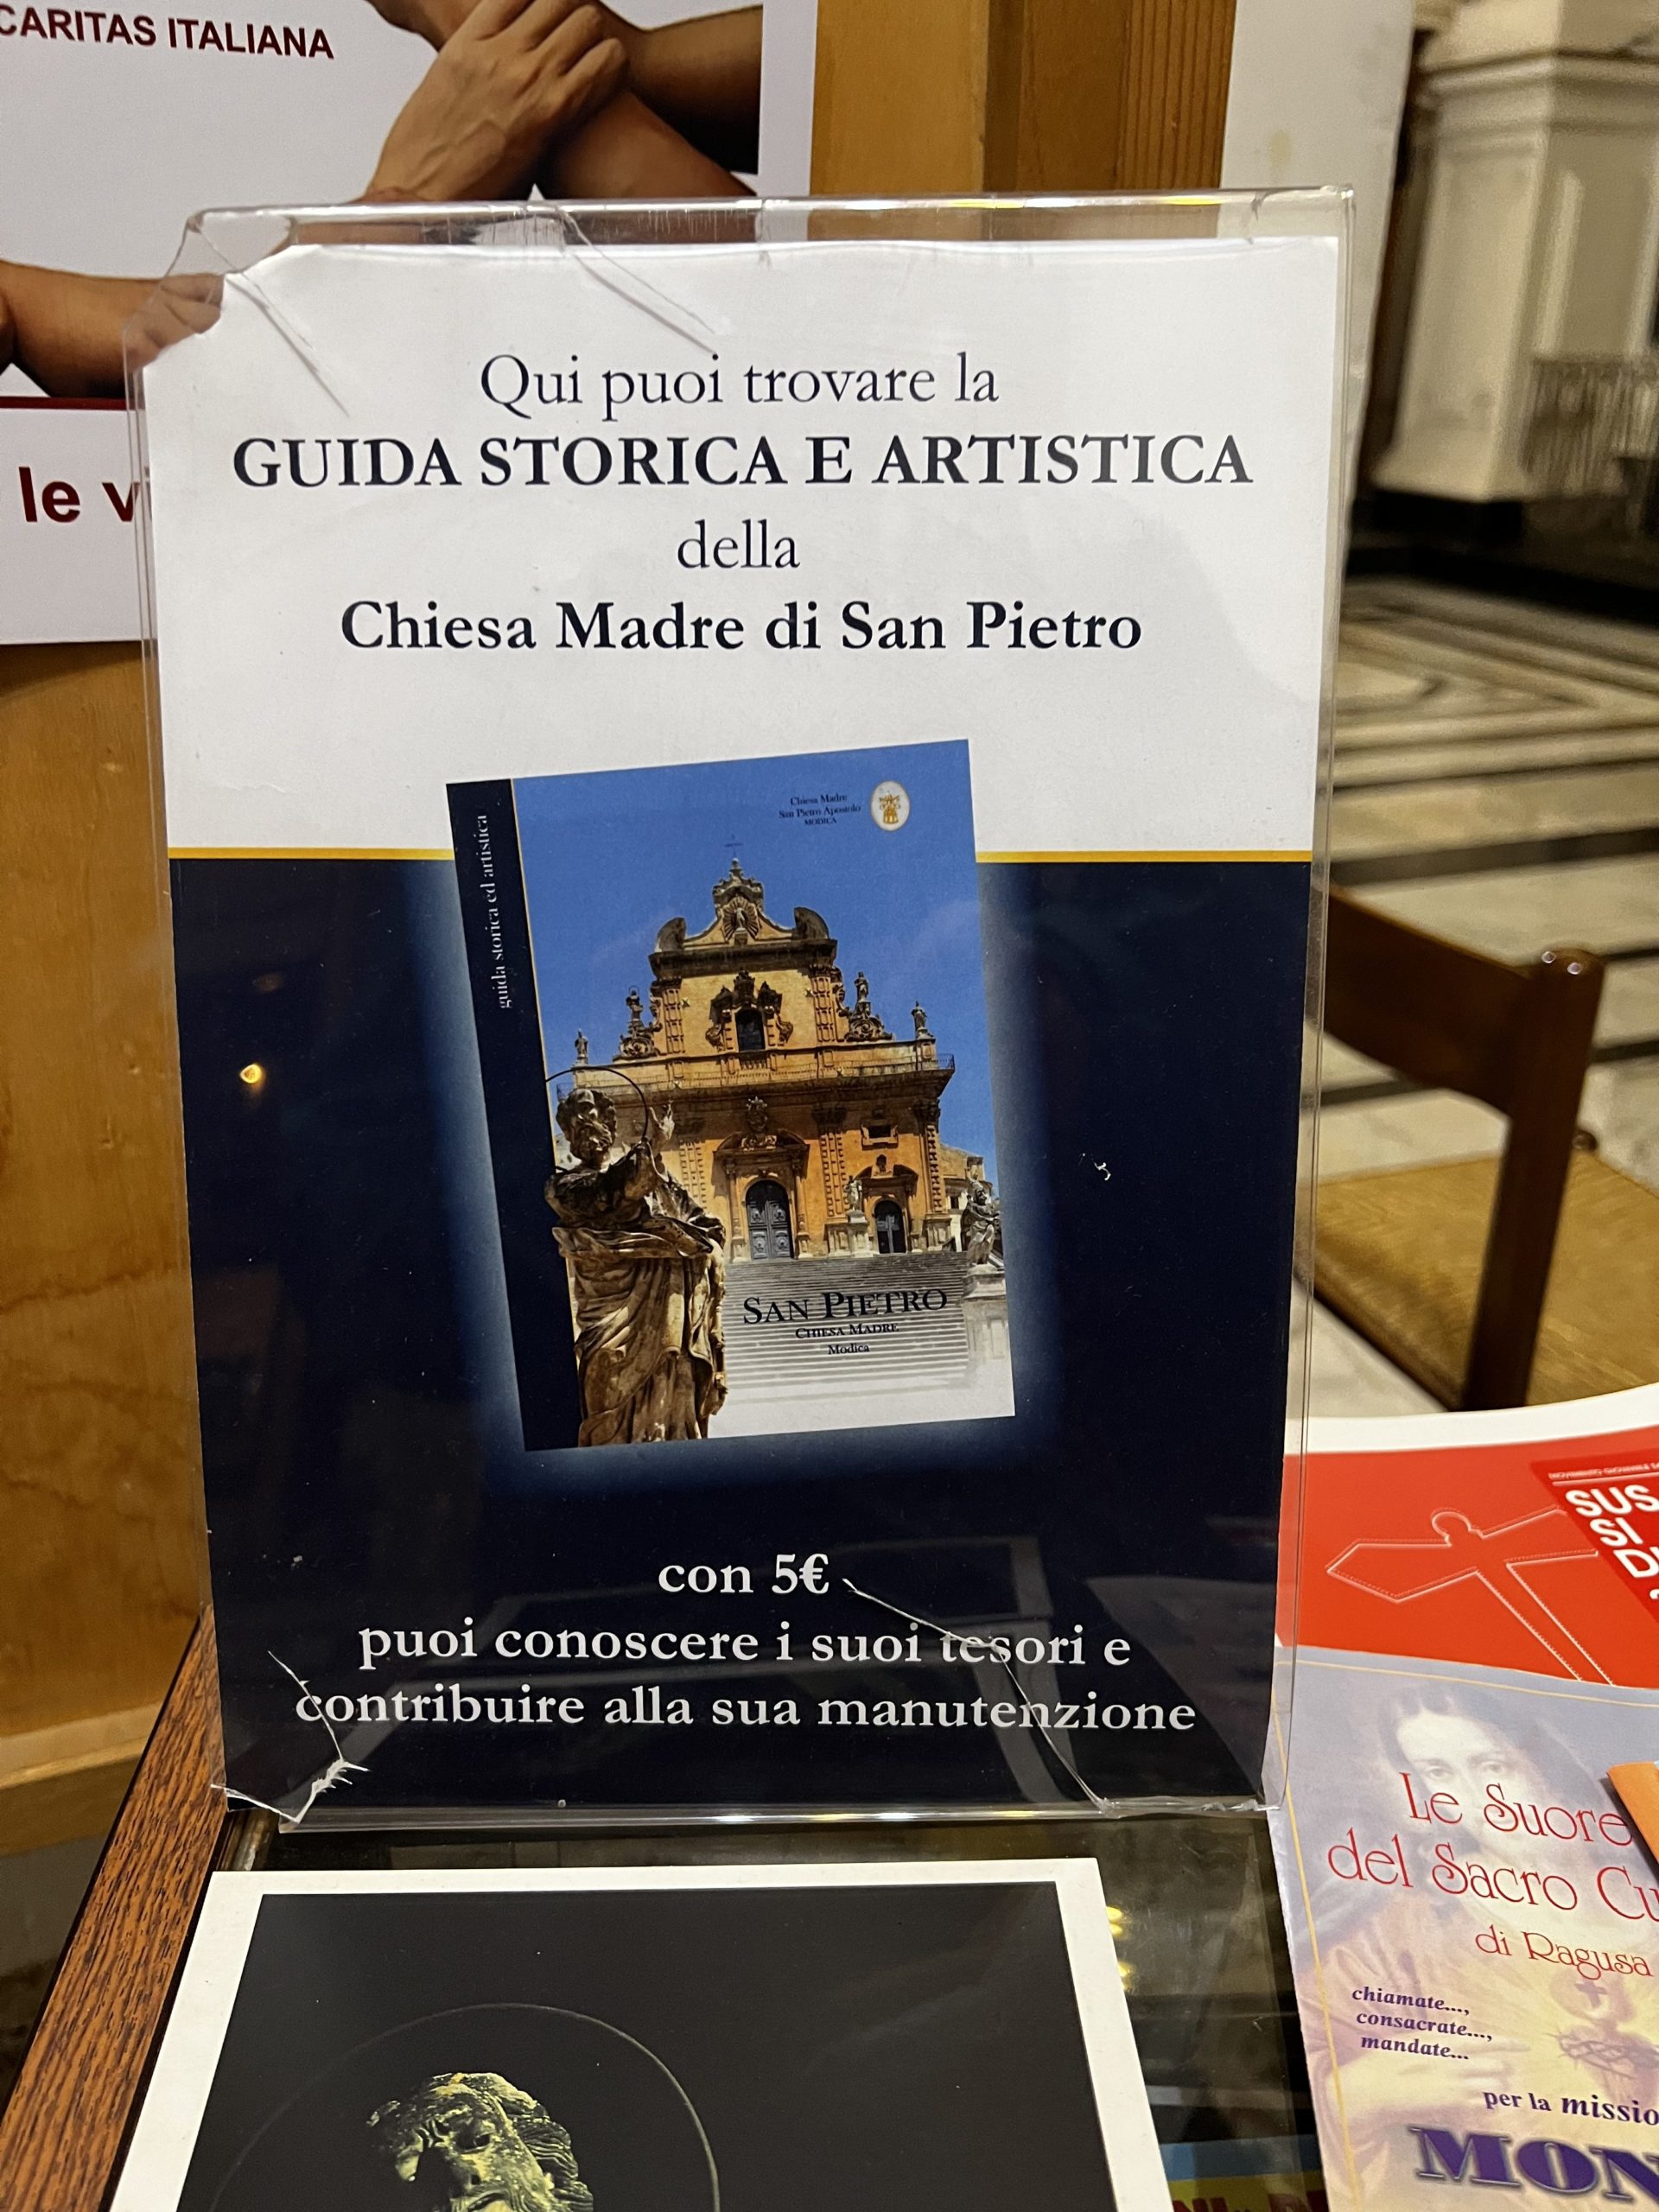 CARITAS ITALIANA
le v
Qui puoi trovare la
GUIDA STORICA E ARTISTICA
della
Chiesa Madre di San Pietro
guida storica ed artistica
Chiesa Madre
San Pietro Apostolo
MODICA
SAN PIETRO
CHIESA MADRE
Modica
con 5€
puoi conoscere i suoi tesori e
contribuire alla sua manutenzione
SUS
SI
Le Suore
del Sacro Cu
di Ragusa
chiamate...,
consacrate...,
mandate...
per la missio
MON